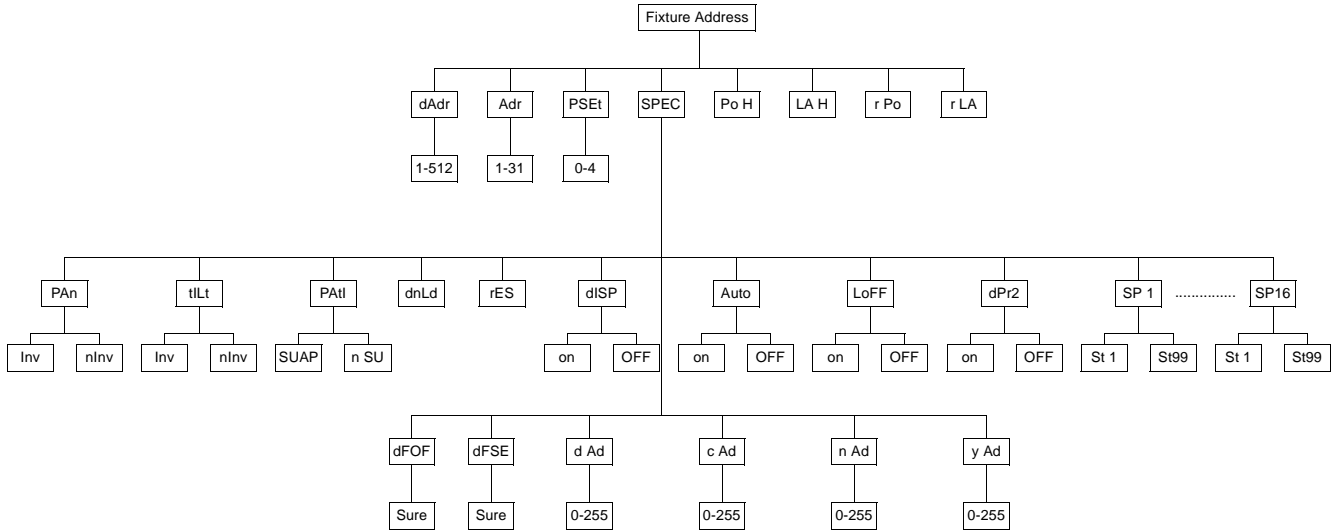 Fixture Address
dAdr Adr PSEt SPEC Po H LA H r Po r LA
1-512 1-31 0-4
PAn tILt PAtI dnLd rES dISP Auto LoFF dPr2 SP 1 ............... SP16
Inv nInv Inv nInv SUAP n SU on OFF on OFF on OFF on OFF St 1 St99 St 1 St99
dFOF dFSE d Ad c Ad n Ad y Ad
Sure Sure 0-255 0-255 0-255 0-255